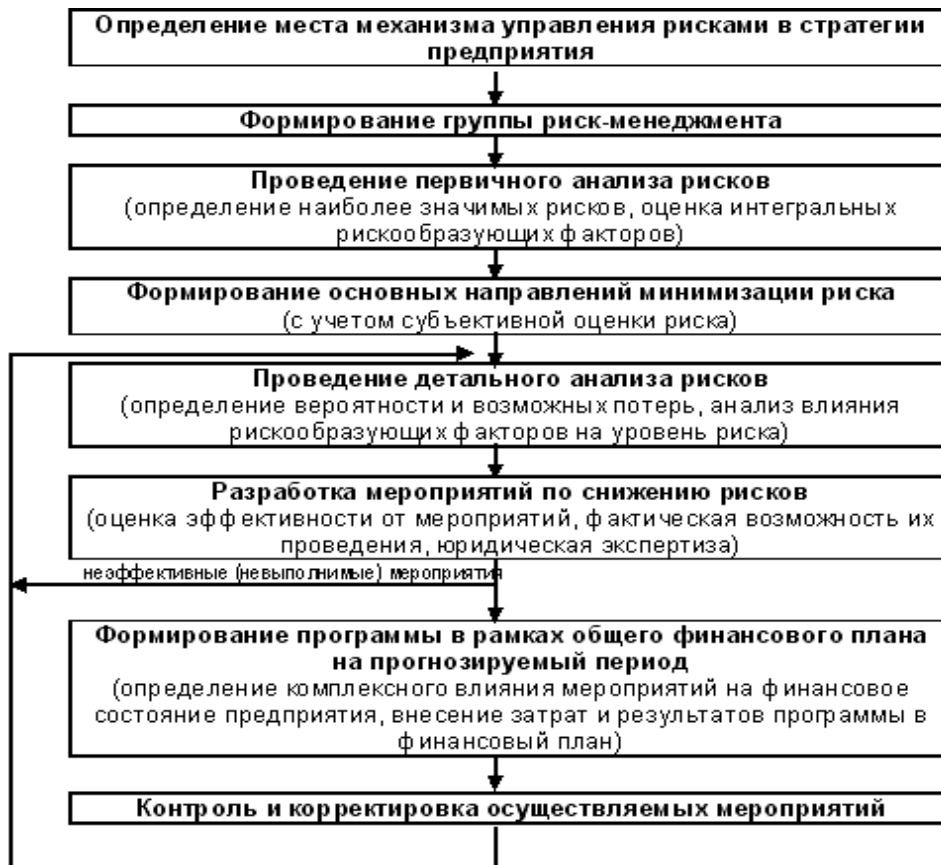 Определение места механизма управления рисками в стратегии
предприятия
Формирование группы риск-менеджмента
Проведение первичного анализа рисков
(определение наиболее значимых рисков, оценка интегральных
рискообразующих факторов)
Формирование основных направлений минимизации риска
(с учетом субъективной оценки риска)
Проведение детального анализа рисков
(определение вероятности и возможных потерь, анализ влияния
рискообразующих факторов на уровень риска)
Разработка мероприятий по снижению рисков
(оценка эффективности от мероприятий, фактическая возможность их
проведения, юридическая экспертиза)
неэффективные (невыполнимые) мероприятия
Формирование программы в рамках общего финансового плана
на прогнозируемый период
(определение комплексного влияния мероприятий на финансовое
состояние предприятия, внесение затрат и результатов программы в
финансовый план)
Контроль и корректировка осуществляемых мероприятий